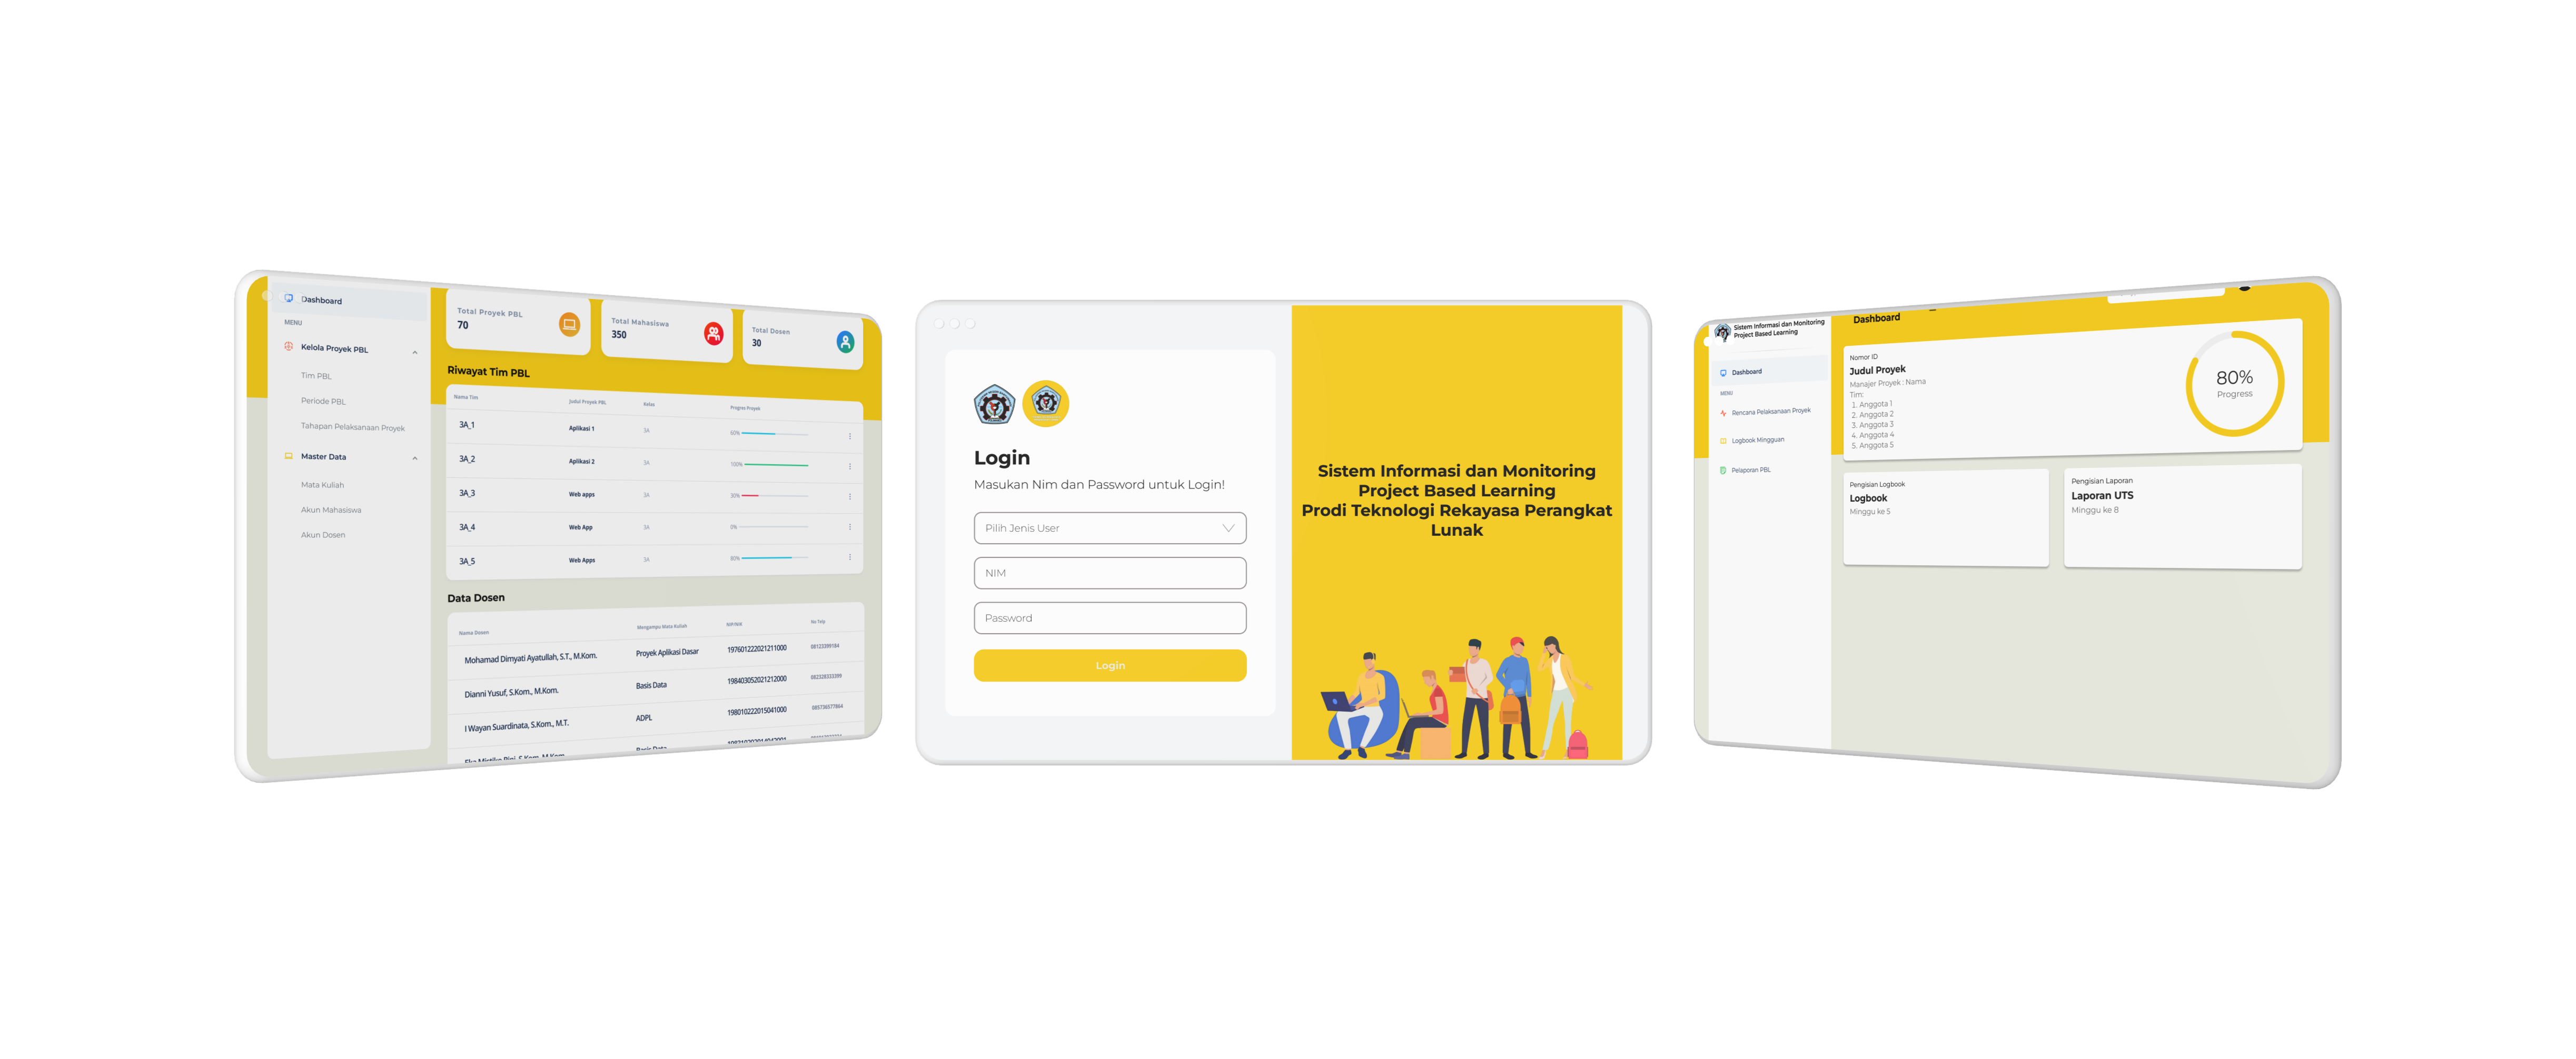 Dashboard
MENU
Kelola Proyek PBL
Tim PBL
Periode PBL
Tahapan Pelaksanaan Proyek
Master Data
Mata Kuliah
Akun Mahasiswa
Akun Dosen
Total Proyek PBL
70
Total Mahasiswa
350
Total Dosen
30
Riwayat Tim PBL
Nama Tim Judul Proyek PBL Kelas Progres Proyek
3A_1 Aplikasi 1 3A 60%
3A_2 Aplikasi 2 3A 100%
3A_3 Web apps 3A 30%
3A_4 Web App 3A 0%
3A_5 Web Apps 3A 80%
Data Dosen
Nama Dosen Mengampu Mata Kuliah NIP/NIK No Telp
Mohamad Dimyati Ayatullah, S.T., M.Kom. Proyek Aplikasi Dasar 197601222021211000 08123399184
Dianni Yusuf, S.Kom., M.Kom. Basis Data 198403052021212000 082328333399
I Wayan Suardinata, S.Kom., M.T. ADPL 198010222015041000 085736577864
Basis Data
Login
Masukan Nim dan Password untuk Login!
Pilih Jenis User
NIM
Password
Login
Sistem Informasi dan Monitoring
Project Based Learning
Prodi Teknologi Rekayasa Perangkat
Lunak
Sistem Informasi dan Monitoring
Project Based Learning
Dashboard
MENU
Rencana Pelaksanaan Proyek
Logbook Mingguan
Pelaporan PBL
Dashboard
Nomor ID
Judul Proyek
Manajer Proyek : Nama
Tim:
1. Anggota 1
2. Anggota 2
3. Anggota 3
4. Anggota 4
5. Anggota 5
80%
Progress
Pengisian Logbook
Logbook
Minggu ke 5
Pengisian Laporan
Laporan UTS
Minggu ke 8